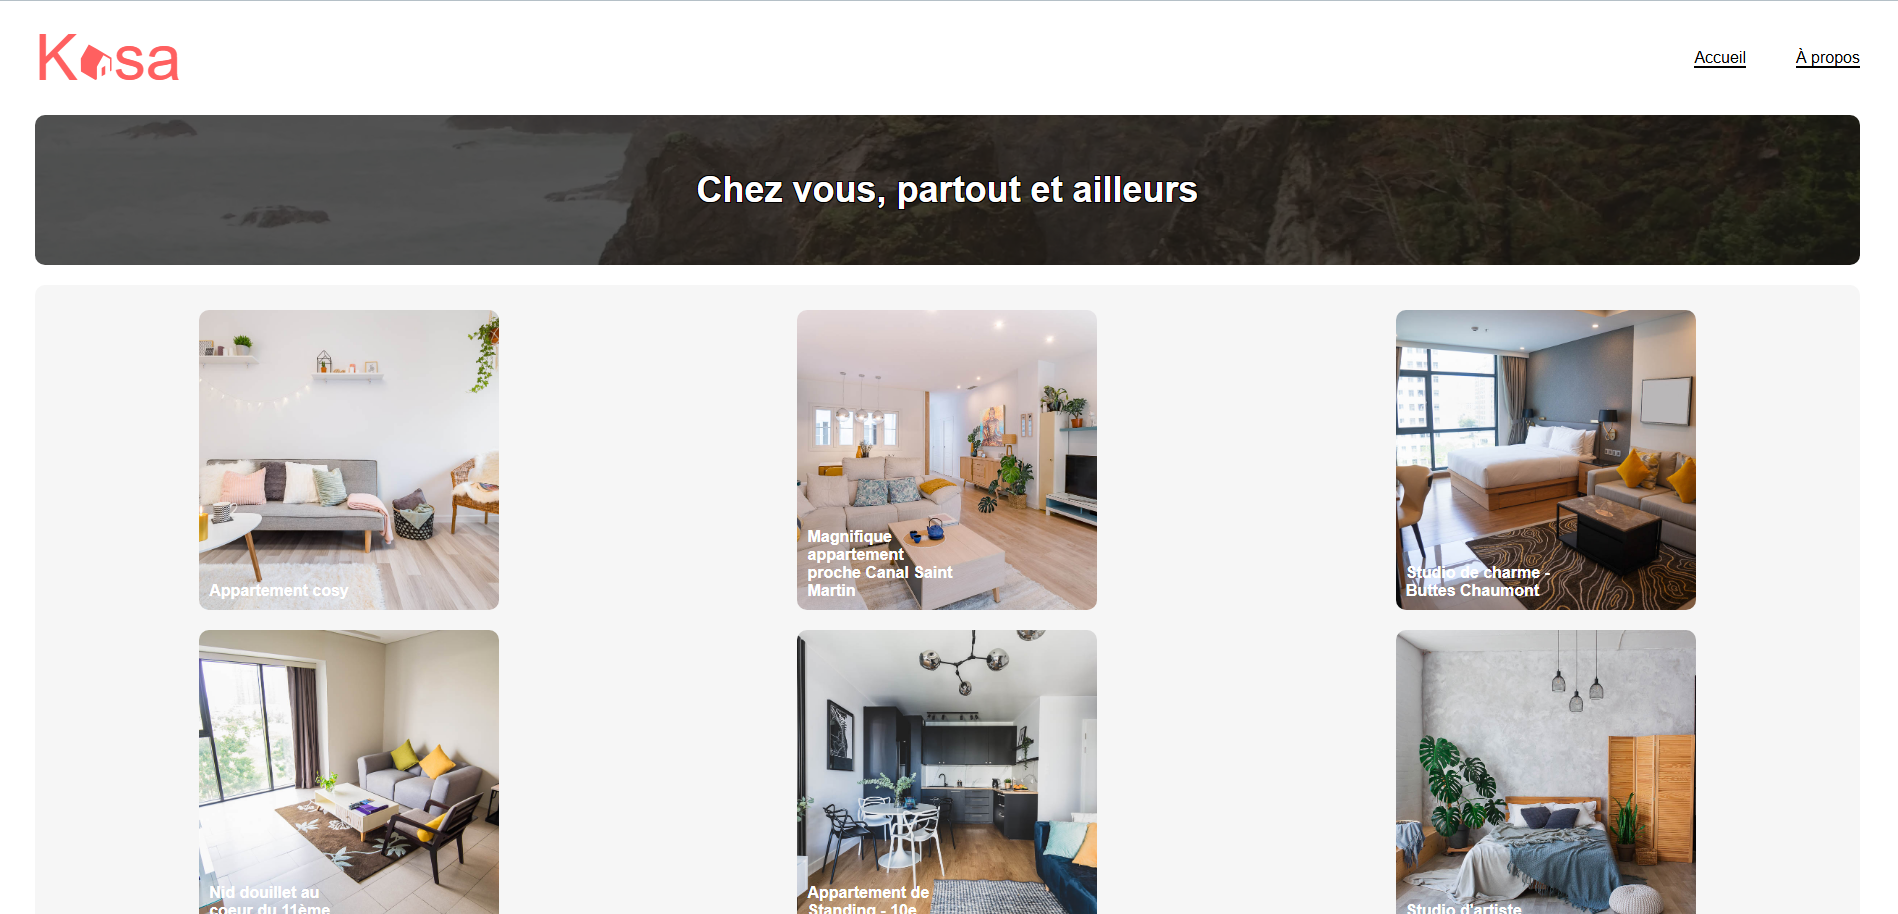 Kasa
Accueil
À propos
Chez vous, partout et ailleurs
Appartement cosy
Magnifique
appartement
proche Canal Saint
Martin
Studio de charme -
Buttes Chaumont
Nid douillet au
coeur du 11ème
Appartement de
Standing - 10e
Studio d'artiste